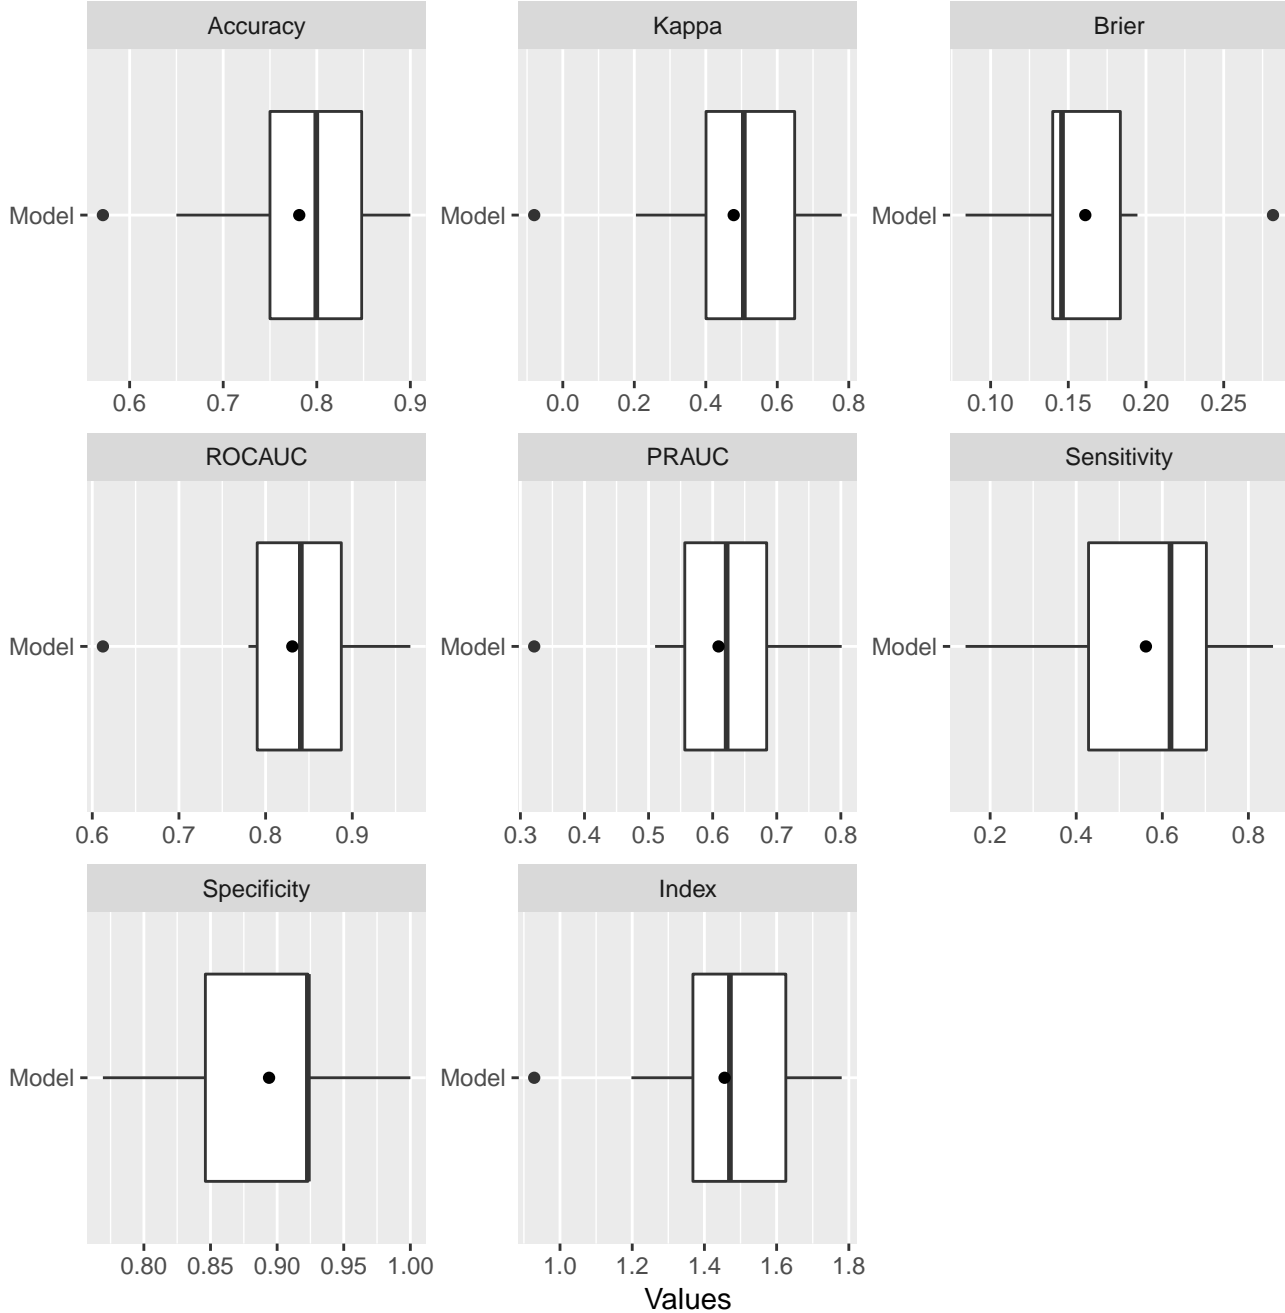 Accuracy Kappa Brier
Model Model Model
0.6 0.7 0.8 0.9 0.0 0.2 0.4 0.6 0.8 0.10 0.15 0.20 0.25
ROCAUC PRAUC Sensitivity
Model Model Model
0.6 0.7 0.8 0.9 0.3 0.4 0.5 0.6 0.7 0.8 0.2 0.4 0.6 0.8
Specificity Index
Model Model
0.80 0.85 0.90 0.95 1.00 1.0 1.2 1.4 1.6 1.8
Values